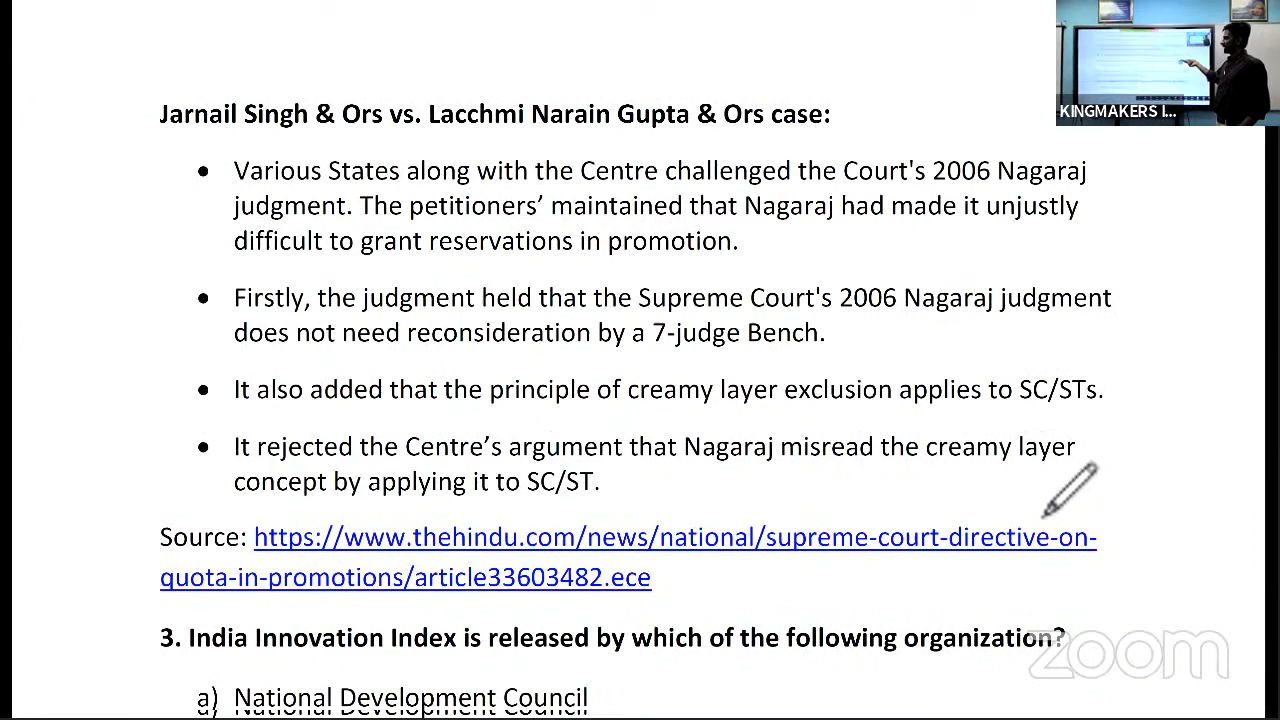 KINGMAKERS I...
Jarnail Singh & Ors vs. Lacchmi Narain Gupta & Ors case:
• Various States along with the Centre challenged the Court's 2006 Nagaraj
judgment. The petitioners’ maintained that Nagaraj had made it unjustly
difficult to grant reservations in promotion.
• Firstly, the judgment held that the Supreme Court's 2006 Nagaraj judgment
does not need reconsideration by a 7-judge Bench.
• It also added that the principle of creamy layer exclusion applies to SC/STs.
• It rejected the Centre’s argument that Nagaraj misread the creamy layer
concept by applying it to SC/ST.
Source: https://www.thehindu.com/news/national/supreme-court-directive-on-
quota-in-promotions/article33603482.ece
3. India Innovation Index is released by which of the following organization?
zoom
a) National Development Council